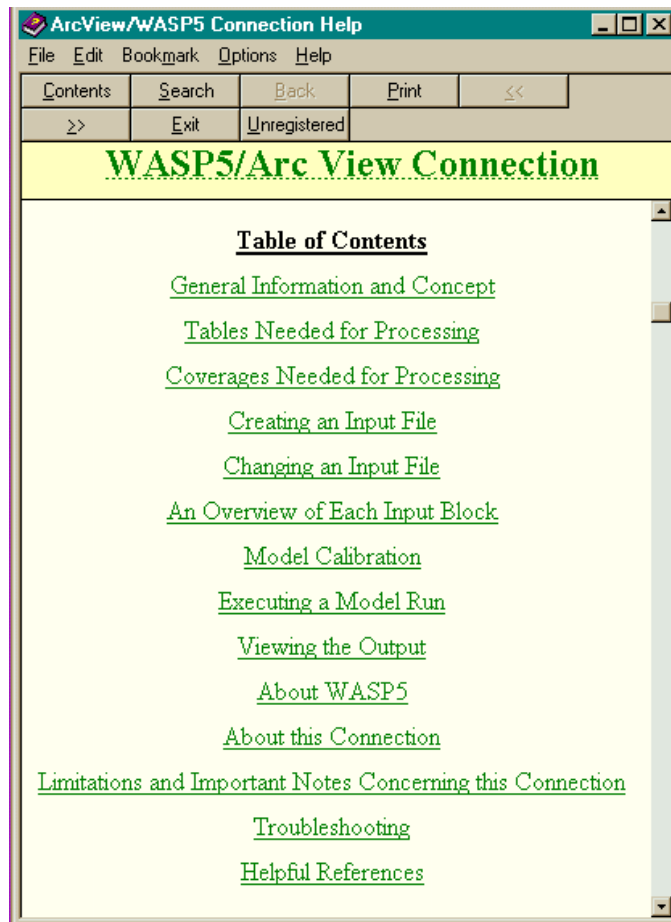 ArcView/WASP5 Connection Help
File Edit Bookmark Options Help
Contents Search Back Print <<
>> Exit Unregistered
WASP5/Arc View Connection
Table of Contents
General Information and Concept
Tables Needed for Processing
Coverages Needed for Processing
Creating an Input File
Changing an Input File
An Overview of Each Input Block
Model Calibration
Executing a Model Run
Viewing the Output
About WASP5
About this Connection
Limitations and Important Notes Concerning this Connection
Troubleshooting
Helpful References